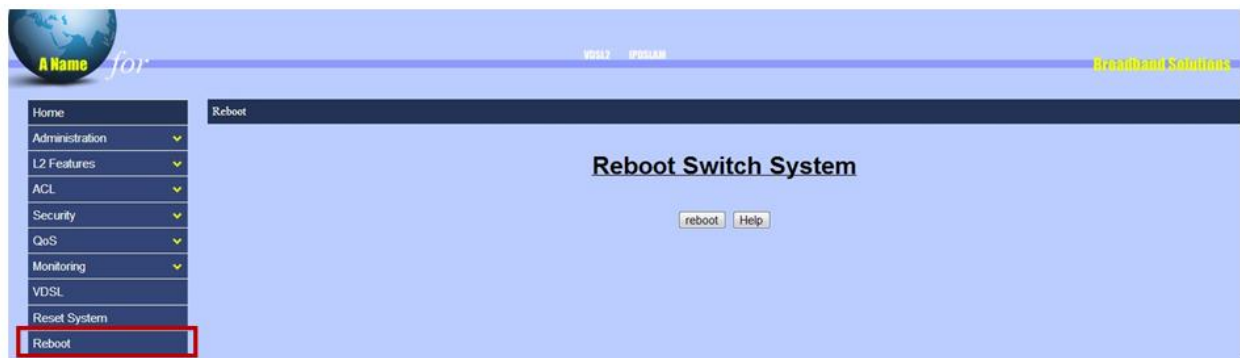 A Name for
VDSL2 IPDSLAM
Broadband Solutions
Home
Administration
L2 Features
ACL
Security
QoS
Monitoring
VDSL
Reset System
Reboot
Reboot
Reboot Switch System
reboot Help